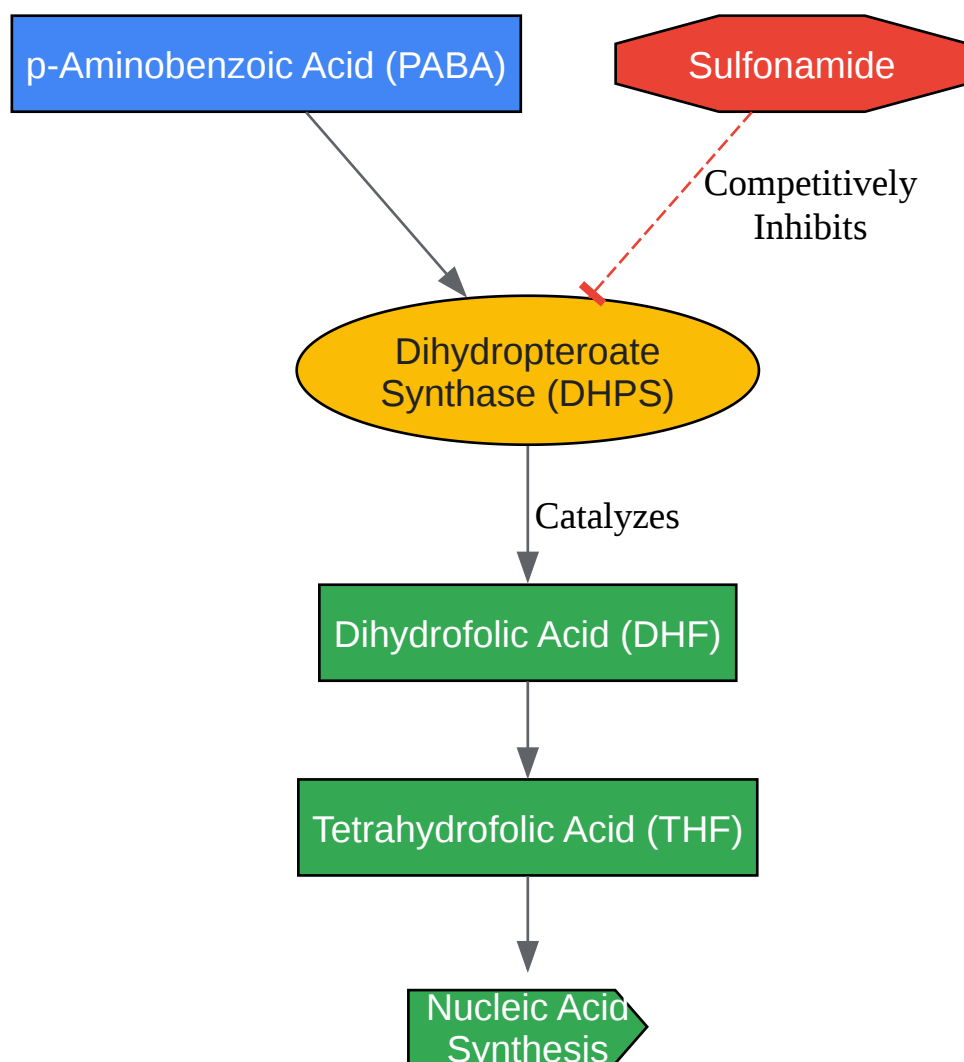 p-Aminobenzoic Acid (PABA)
Sulfonamide
Competitively
Inhibits
Dihydropteroate
Synthase (DHPS)
Catalyzes
Dihydrofolic Acid (DHF)
Tetrahydrofolic Acid (THF)
Nucleic Acid
Synthesis